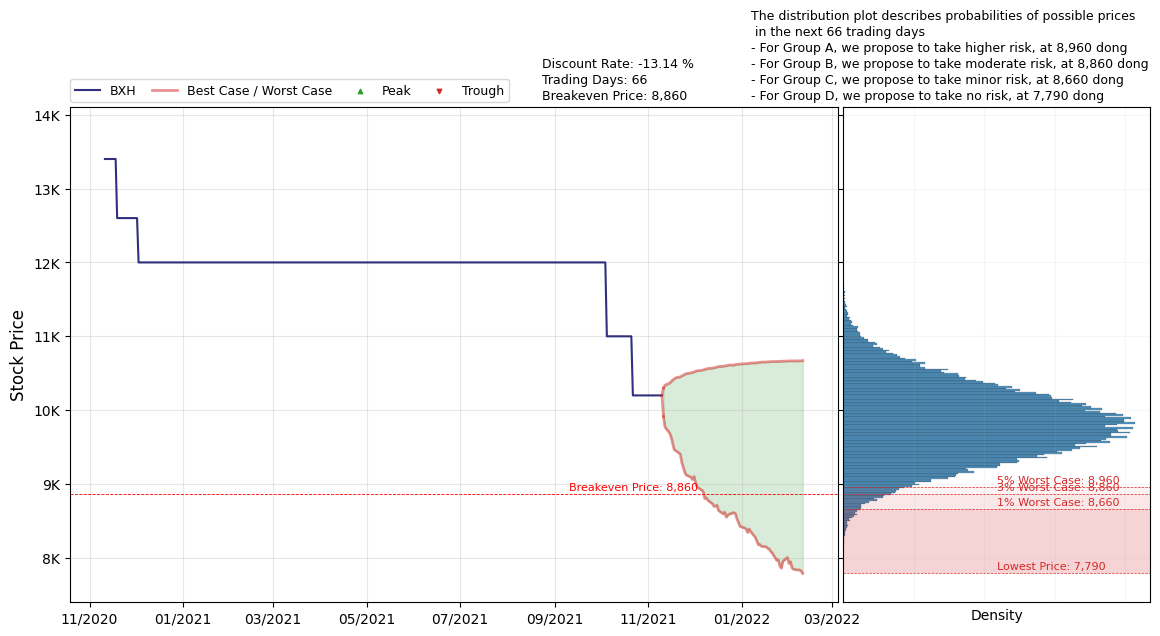 The distribution plot describes probabilities of possible prices
in the next 66 trading days
- For Group A, we propose to take higher risk, at 8,960 dong
- For Group B, we propose to take moderate risk, at 8,860 dong
- For Group C, we propose to take minor risk, at 8,660 dong
- For Group D, we propose to take no risk, at 7,790 dong
Discount Rate: -13.14 %
Trading Days: 66
Breakeven Price: 8,860
BXH Best Case / Worst Case Peak Trough
Stock Price
14K
13K
12K
11K
10K
9K
8K
Breakeven Price: 8,860
5% Worst Case: 8,960
3% Worst Case: 8,860
1% Worst Case: 8,660
Lowest Price: 7,790
11/2020 01/2021 03/2021 05/2021 07/2021 09/2021 11/2021 01/2022 03/2022
Density